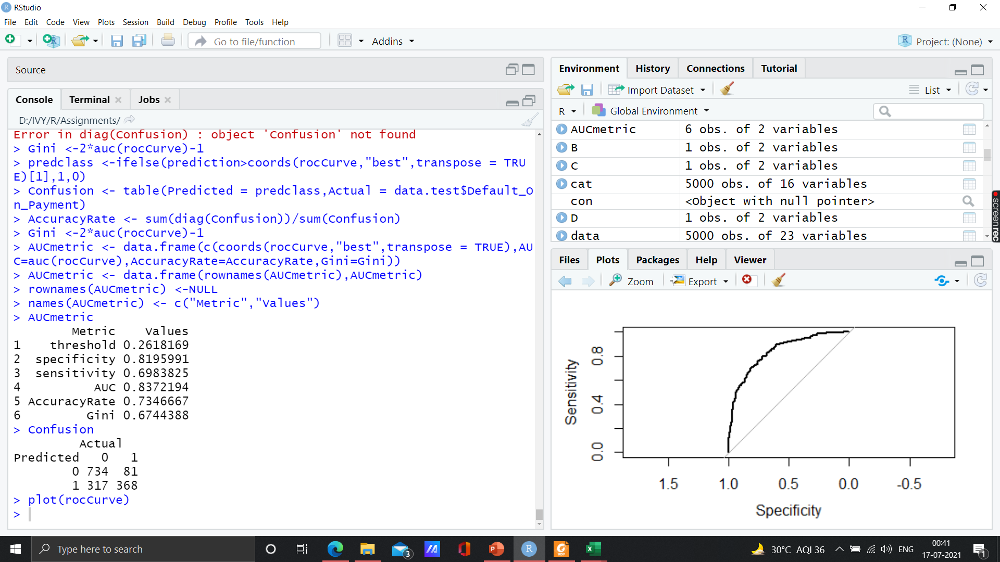 RStudio
File Edit Code View Plots Session Build Debug Profile Tools Help
Go to file/function Addins Project: (None)
Source
Console Terminal Jobs
D:/IVY/R/Assignments/
Error in diag(Confusion) : object 'Confusion' not found
> Gini <-2*auc(rocCurve)-1
> predclass <-ifelse(prediction>coords(rocCurve,"best",transpose = TRU
E)[1],1,0)
> Confusion <- table(Predicted = predclass,Actual = data.test$Default_O
n_Payment)
> AccuracyRate <- sum(diag(Confusion))/sum(Confusion)
> Gini <-2*auc(rocCurve)-1
> AUCmetric <- data.frame(c(coords(rocCurve,"best",transpose = TRUE),AU
C=auc(rocCurve),AccuracyRate=AccuracyRate,Gini=Gini))
> AUCmetric <- data.frame(rownames(AUCmetric),AUCmetric)
> rownames(AUCmetric) <-NULL
> names(AUCmetric) <- c("Metric","Values")
> AUCmetric
Metric Values
1 threshold 0.2618169
2 specificity 0.8195991
3 sensitivity 0.6983825
4 AUC 0.8372194
5 AccuracyRate 0.7346667
6 Gini 0.6744388
> Confusion
Actual
Predicted 0 1
0 734 81
1 317 368
> plot(rocCurve)
>
Environment History Connections Tutorial
Import Dataset List
R Global Environment
AUCmetric 6 obs. of 2 variables
B 1 obs. of 2 variables
C 1 obs. of 2 variables
cat 5000 obs. of 16 variables
con <Object with null pointer>
D 1 obs. of 2 variables
data 5000 obs. of 23 variables
screenrec
Files Plots Packages Help Viewer
Zoom Export
Sensitivity
0.8
0.4
0.0
1.5 1.0 0.5 0.0 -0.5
Specificity
Type here to search
3
30°C AQI 36
ENG
00:41
17-07-2021
1